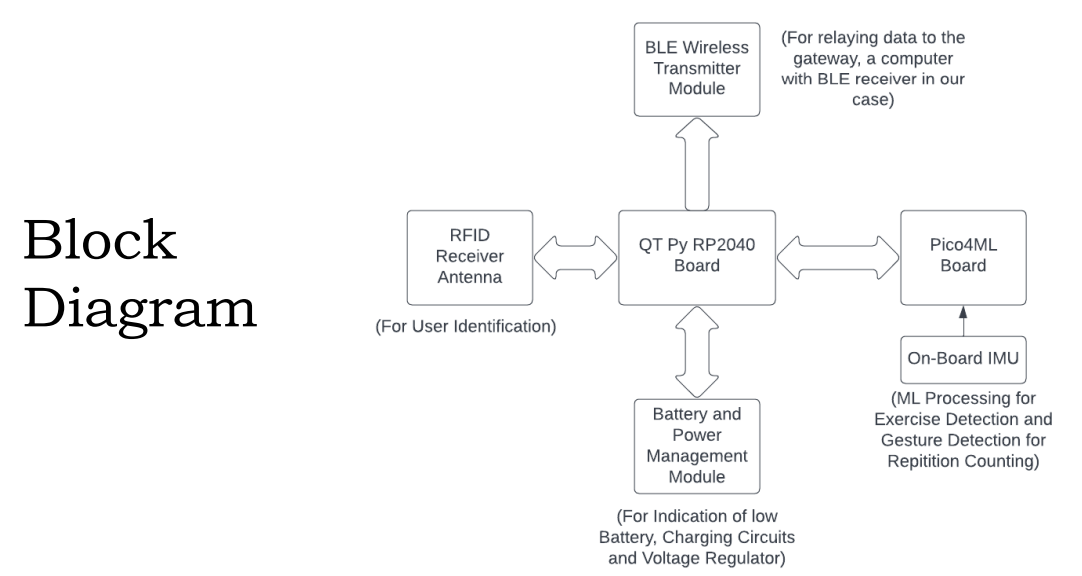 Block
Diagram
BLE Wireless
Transmitter
Module
(For relaying data to the
gateway, a computer
with BLE receiver in our
case)
RFID
Receiver
Antenna
(For User Identification)
QT Py RP2040
Board
Pico4ML
Board
On-Board IMU
(ML Processing for
Exercise Detection and
Gesture Detection for
Repitition Counting)
Battery and
Power
Management
Module
(For Indication of low
Battery, Charging Circuits
and Voltage Regulator)